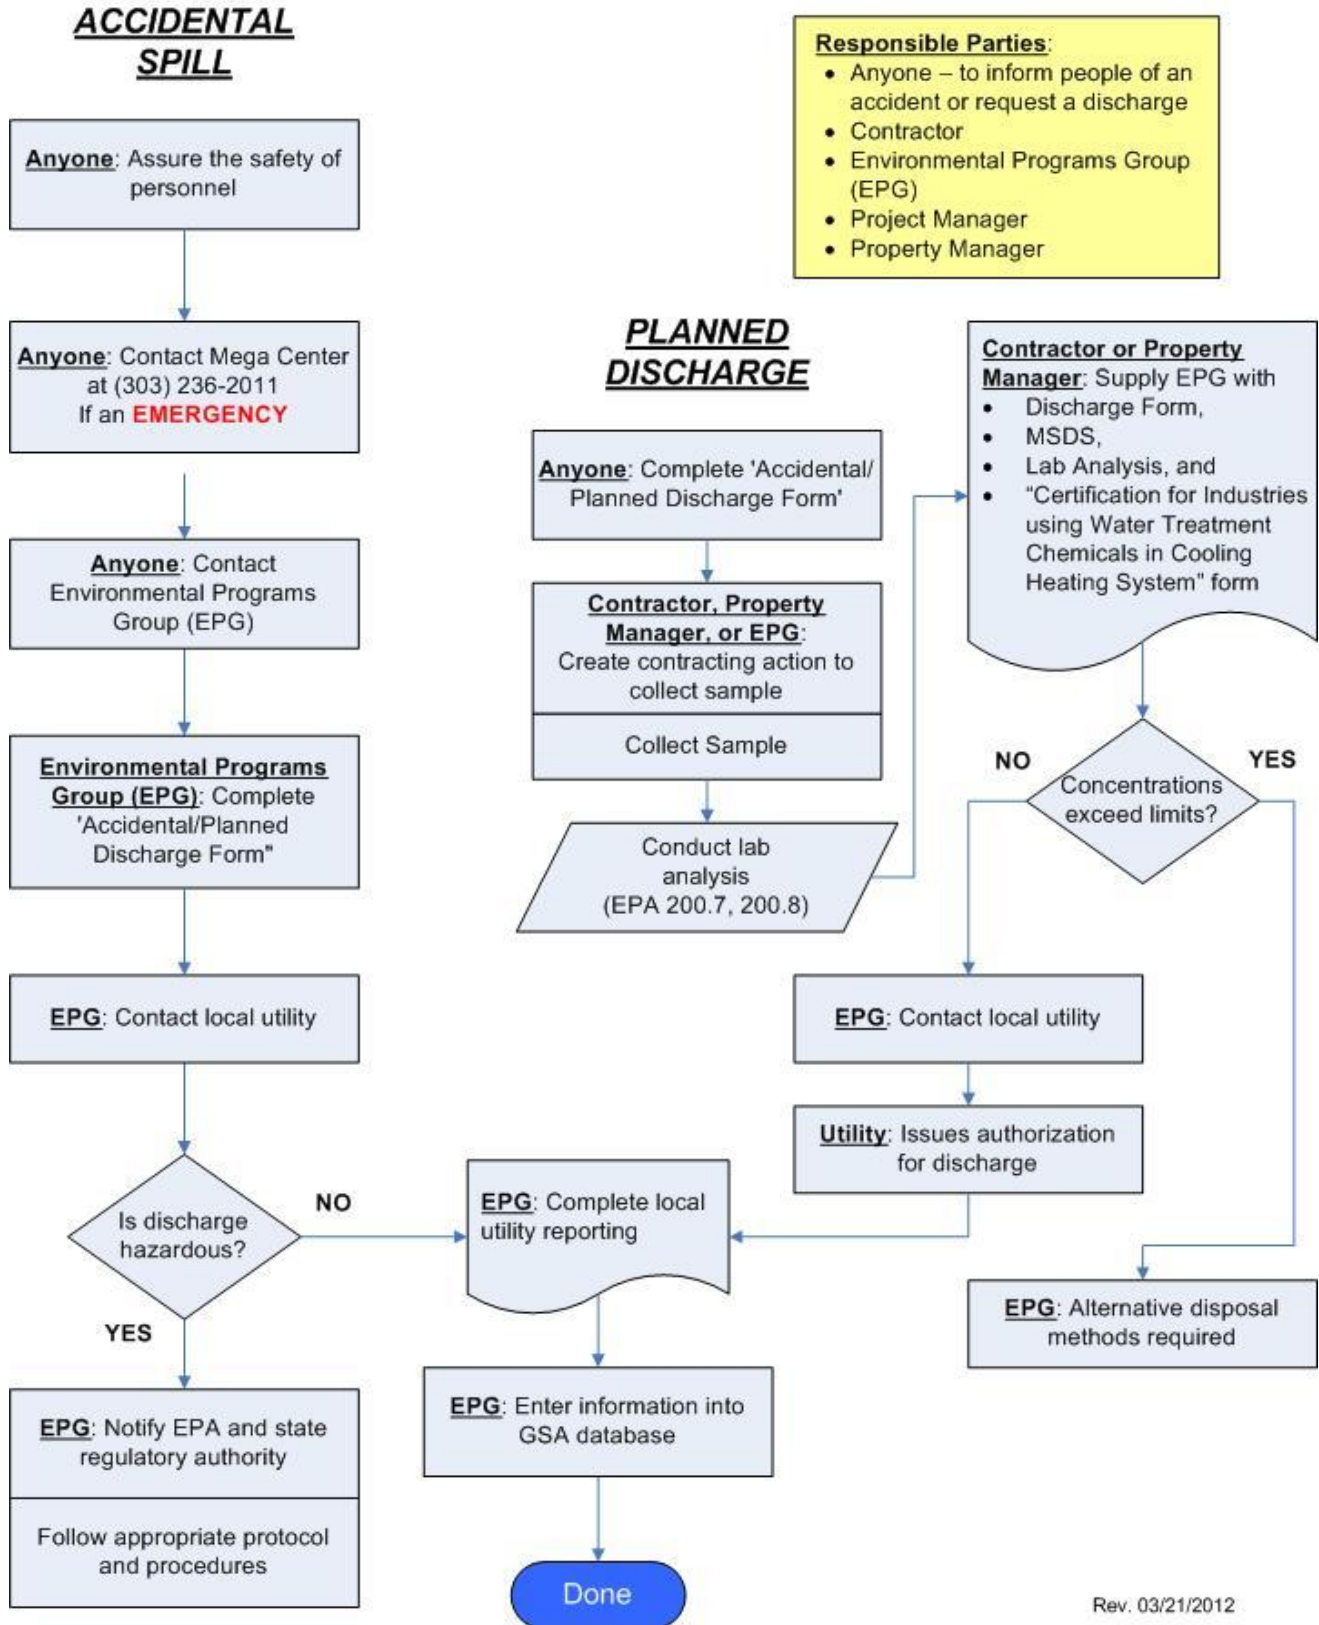 ACCIDENTAL
SPILL
Anyone: Assure the safety of
personnel
Anyone: Contact Mega Center
at (303) 236-2011
If an EMERGENCY
Anyone: Contact
Environmental Programs
Group (EPG)
Environmental Programs
Group (EPG): Complete
'Accidental/Planned
Discharge Form"
EPG: Contact local utility
Is discharge
hazardous?
NO
YES
EPG: Notify EPA and state
regulatory authority
Follow appropriate protocol
and procedures
Responsible Parties:
• Anyone – to inform people of an
accident or request a discharge
• Contractor
• Environmental Programs Group
(EPG)
• Project Manager
• Property Manager
PLANNED
DISCHARGE
Anyone: Complete 'Accidental/
Planned Discharge Form'
Contractor, Property
Manager, or EPG:
Create contracting action to
collect sample
Collect Sample
Conduct lab
analysis
(EPA 200.7, 200.8)
Contractor or Property
Manager: Supply EPG with
• Discharge Form,
• MSDS,
• Lab Analysis, and
• “Certification for Industries
using Water Treatment
Chemicals in Cooling
Heating System" form
Concentrations
exceed limits?
NO
YES
EPG: Contact local utility
Utility: Issues authorization
for discharge
EPG: Alternative disposal
methods required
EPG: Complete local
utility reporting
EPG: Enter information into
GSA database
Done
Rev. 03/21/2012